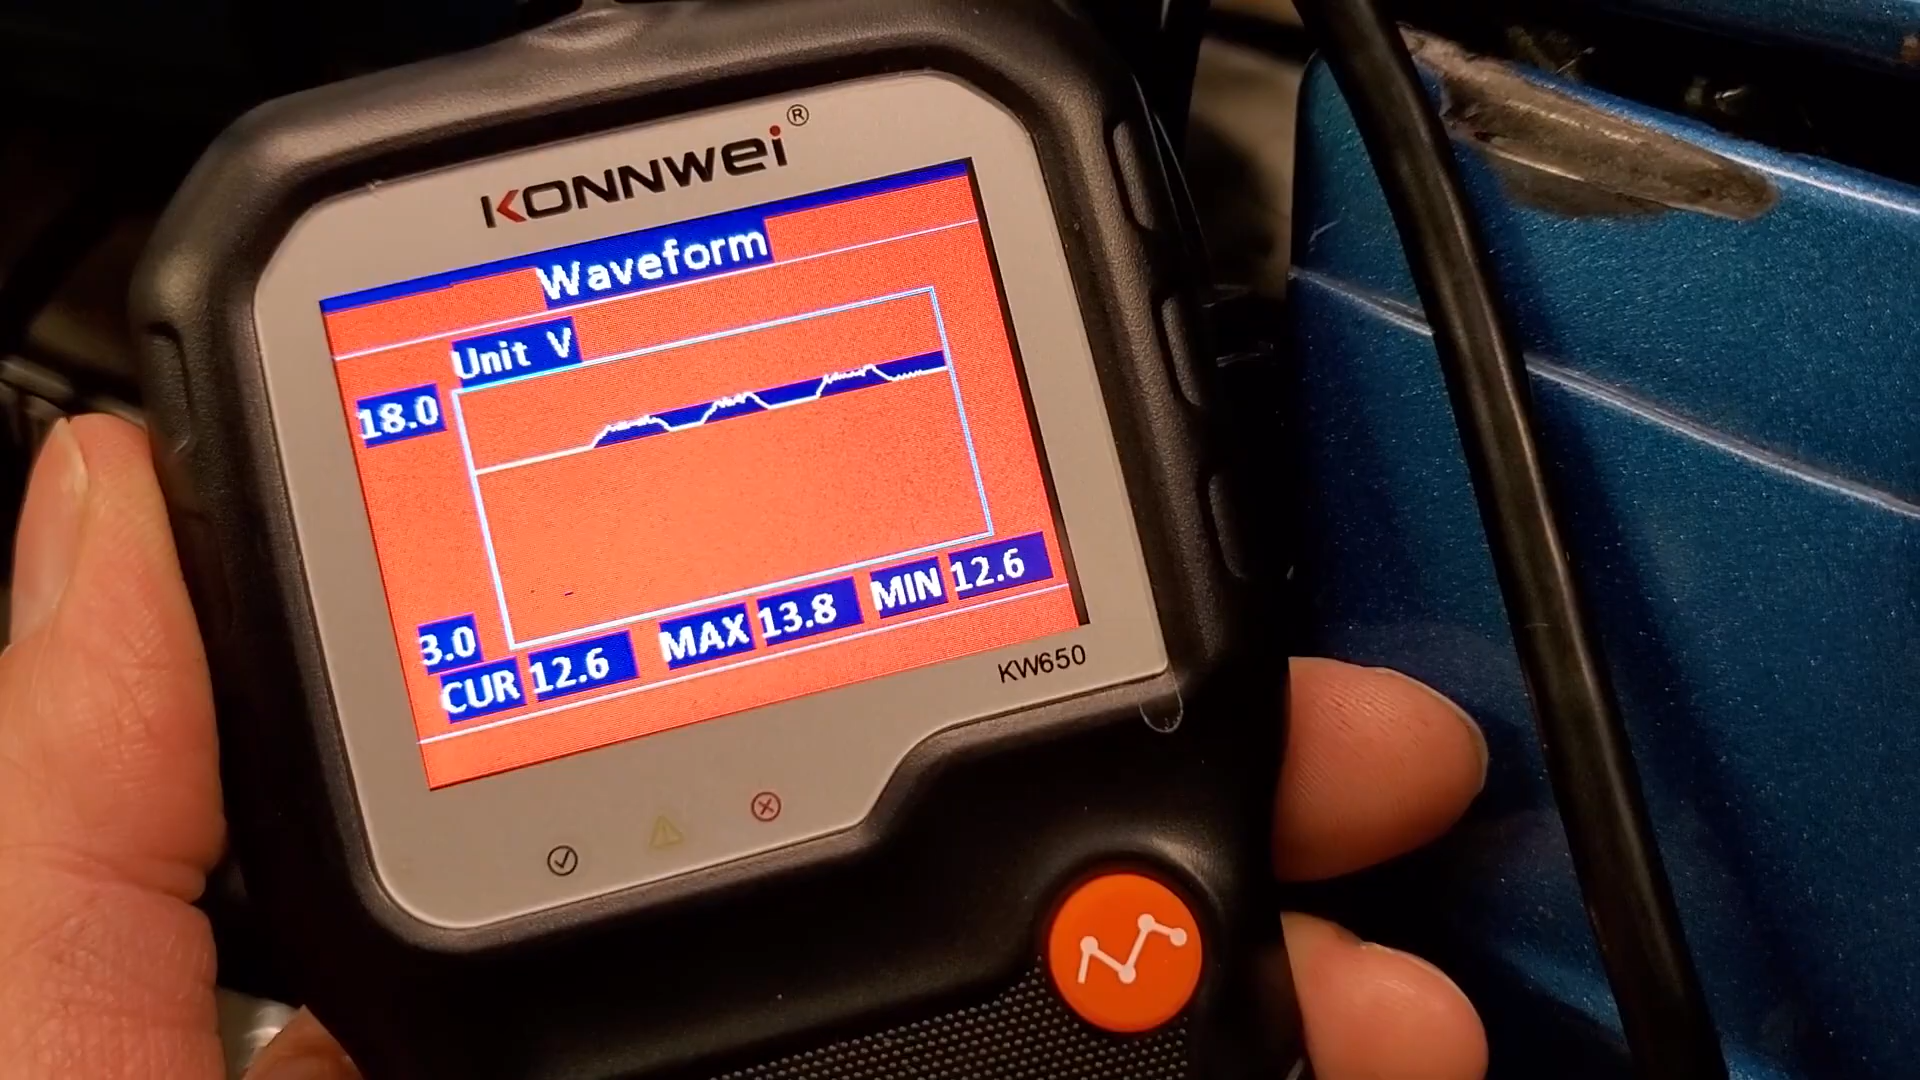 KONNWEI®
Waveform
Unit V
18.0
3.0
CUR 12.6 MAX 13.8 MIN 12.6
KW650